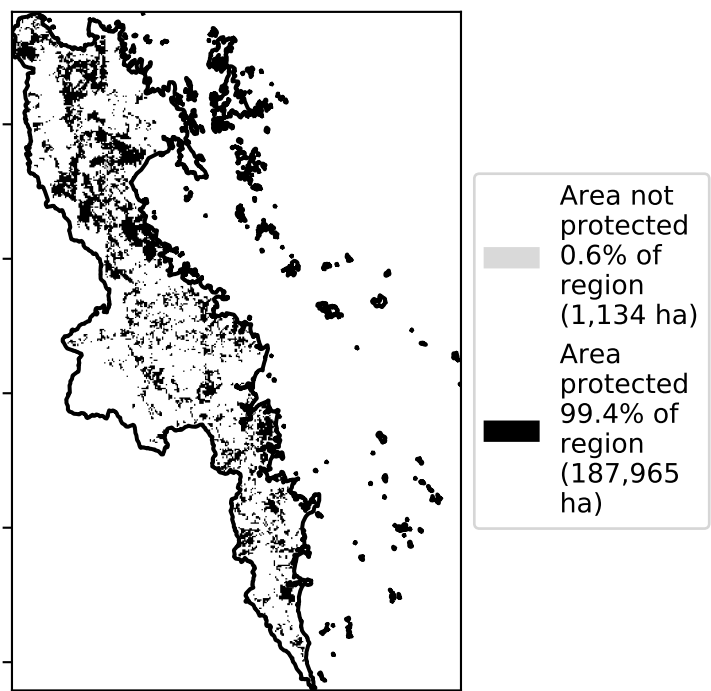 Area not
protected
0.6% of
region
(1,134 ha)
Area
protected
99.4% of
region
(187,965
ha)